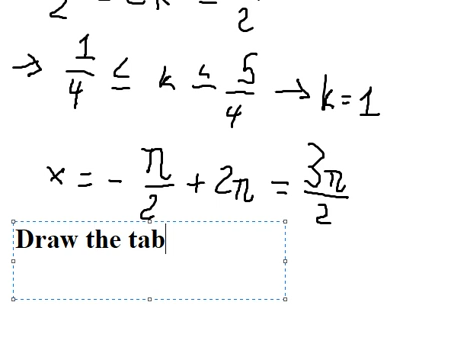 ⇒ 1/4 ≤ k ≤ 5/4 → k = 1
x = - π/2 + 2π = 3π/2
Draw the tab